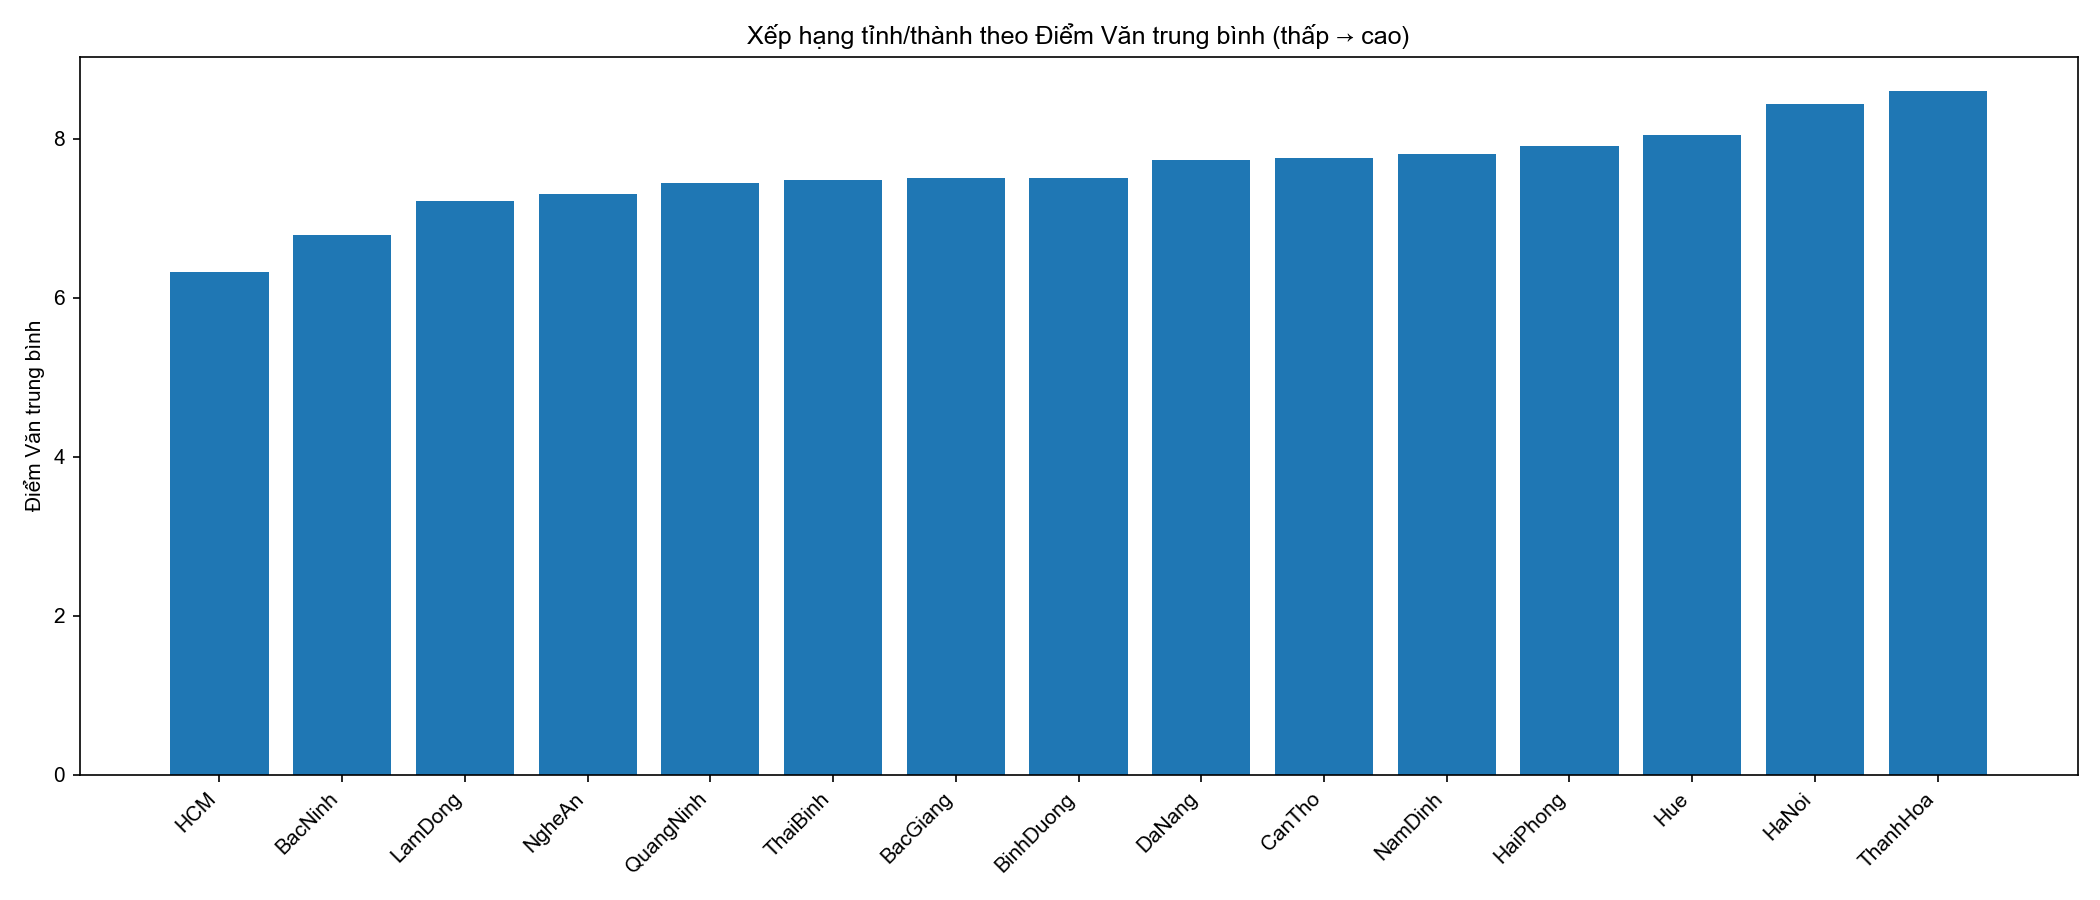 Xếp hạng tỉnh/thành theo Điểm Văn trung bình (thấp → cao)
Điểm Văn trung bình
8
6
4
2
0
HCM
BacNinh
LamDong
NgheAn
QuangNinh
ThaiBinh
BacGiang
BinhDuong
DaNang
CanTho
NamDinh
HaiPhong
Hue
HaNoi
ThanhHoa